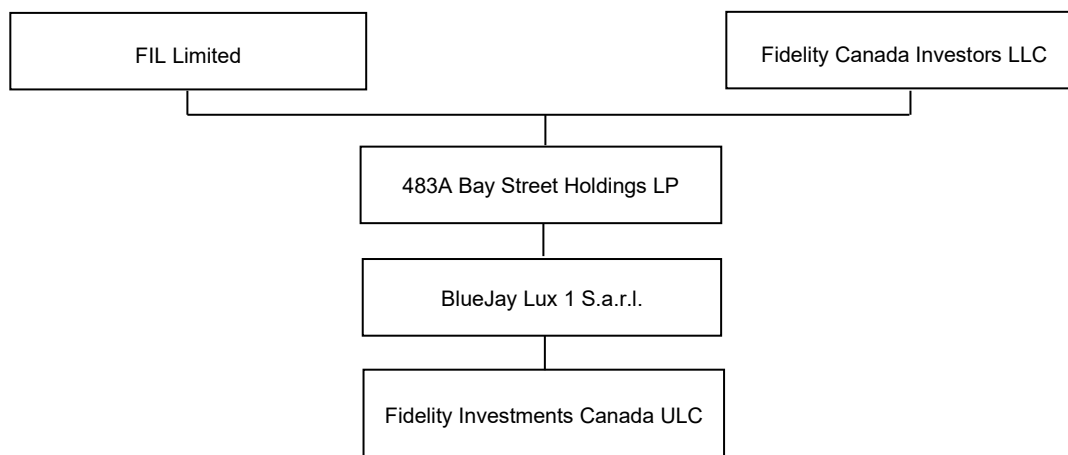 FIL Limited
Fidelity Canada Investors LLC
483A Bay Street Holdings LP
BlueJay Lux 1 S.a.r.l.
Fidelity Investments Canada ULC